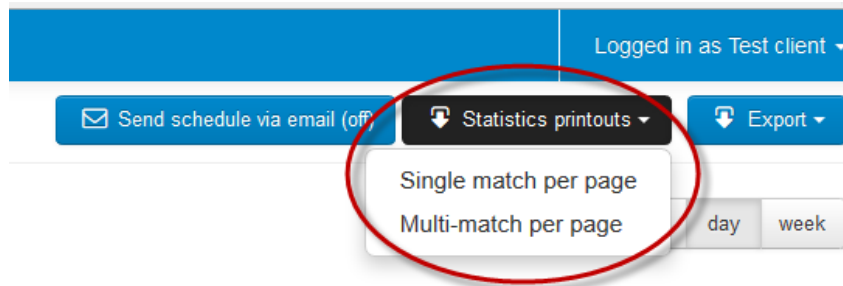 Logged in as Test client
Send schedule via email (off) Statistics printouts Export
Single match per page
Multi-match per page
day week